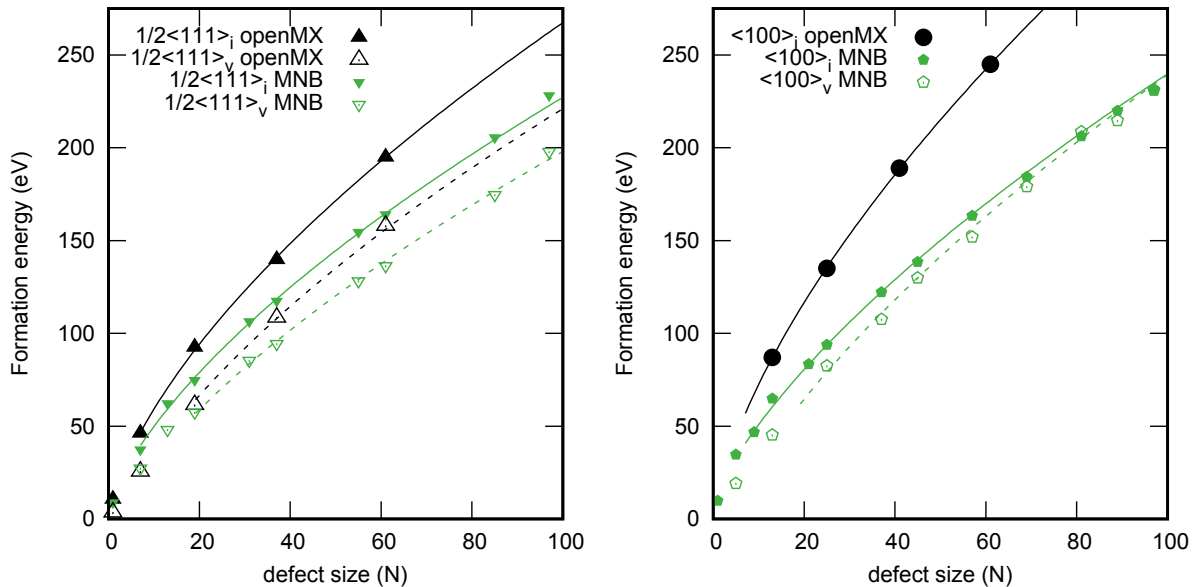 1/2<111>i openMX
1/2<111>v openMX
1/2<111>i MNB
1/2<111>v MNB
250
200
150
100
50
0
0 20 40 60 80 100
Formation energy (eV)
defect size (N)
<100>i openMX
<100>i MNB
<100>v MNB
250
200
150
100
50
0
0 20 40 60 80 100
Formation energy (eV)
defect size (N)